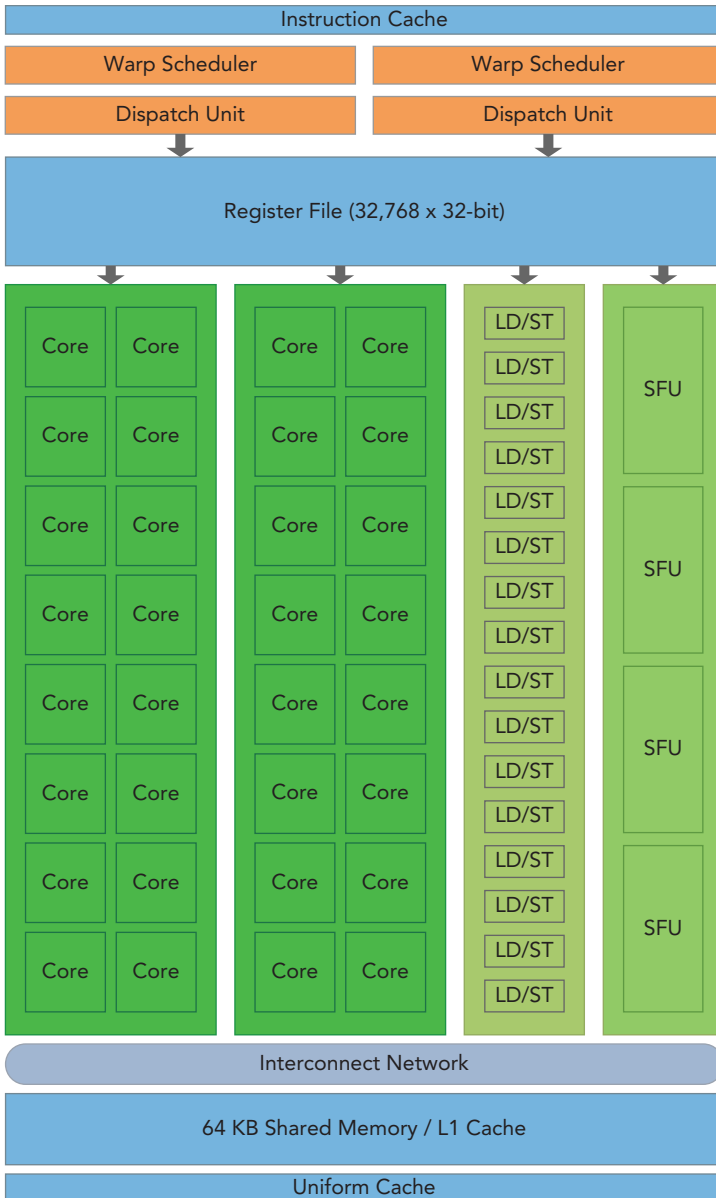 Instruction Cache
Warp Scheduler Warp Scheduler
Dispatch Unit Dispatch Unit
Register File (32,768 x 32-bit)
LD/ST
Core Core Core Core
LD/ST
SFU
LD/ST
Core Core Core Core
LD/ST
LD/ST
Core Core Core Core
LD/ST
SFU
LD/ST
Core Core Core Core
LD/ST
LD/ST
Core Core Core Core
LD/ST
SFU
LD/ST
Core Core Core Core
LD/ST
LD/ST
Core Core Core Core
LD/ST
SFU
LD/ST
Core Core Core Core
LD/ST
Interconnect Network
64 KB Shared Memory / L1 Cache
Uniform Cache